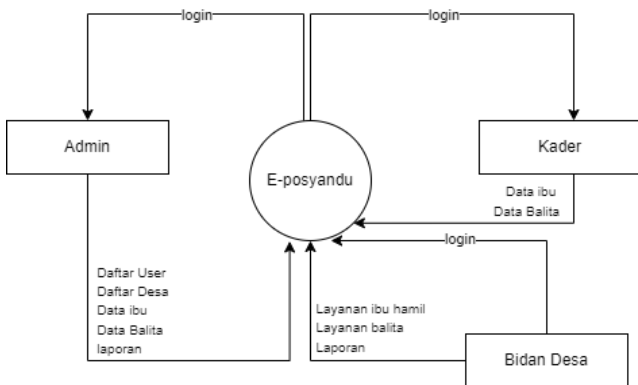 login
login
Admin
E-posyandu
Kader
Data ibu
Data Balita
login
Daftar User
Daftar Desa
Data ibu
Data Balita
laporan
Layanan ibu hamil
Layanan balita
Laporan
Bidan Desa